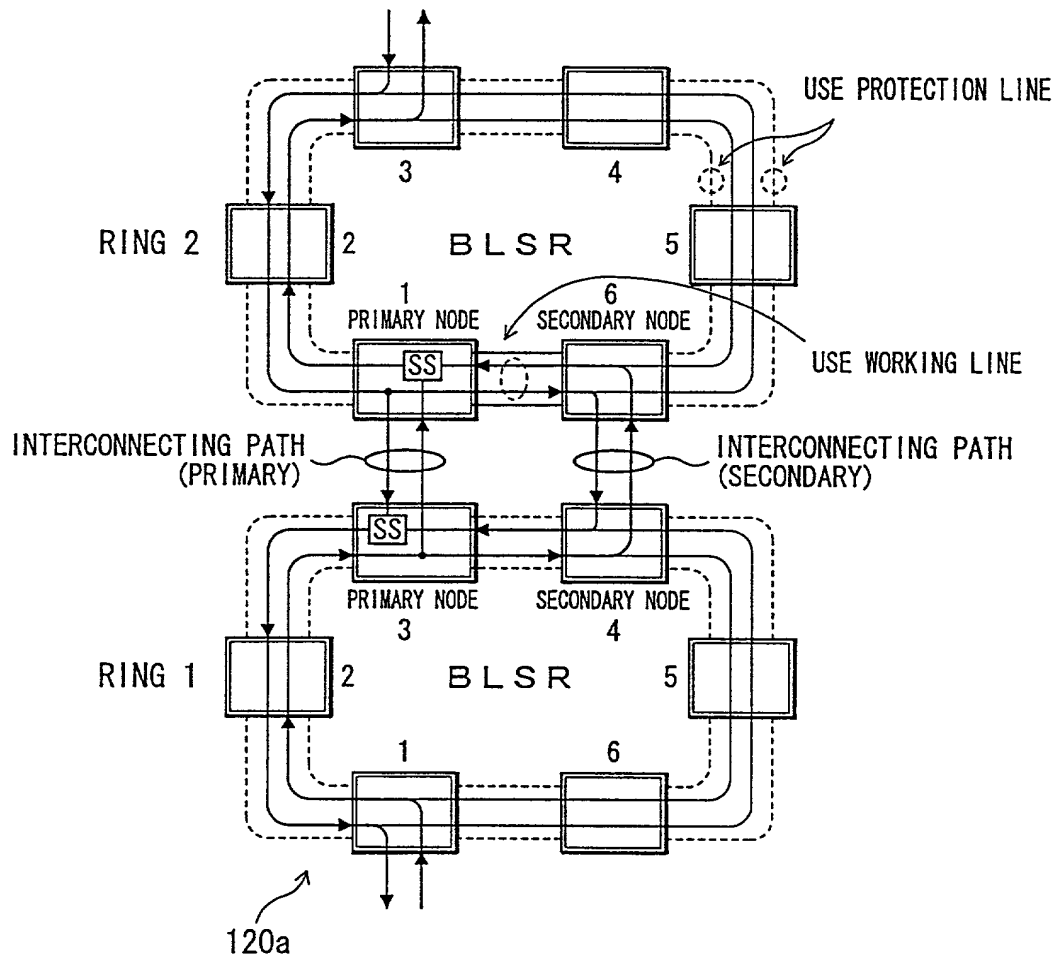 USE PROTECTION LINE
3
4
RING 2
2
BLSR
5
1
PRIMARY NODE
6
SECONDARY NODE
SS
USE WORKING LINE
INTERCONNECTING PATH
(PRIMARY)
INTERCONNECTING PATH
(SECONDARY)
SS
PRIMARY NODE
3
SECONDARY NODE
4
RING 1
2
BLSR
5
1
6
120a